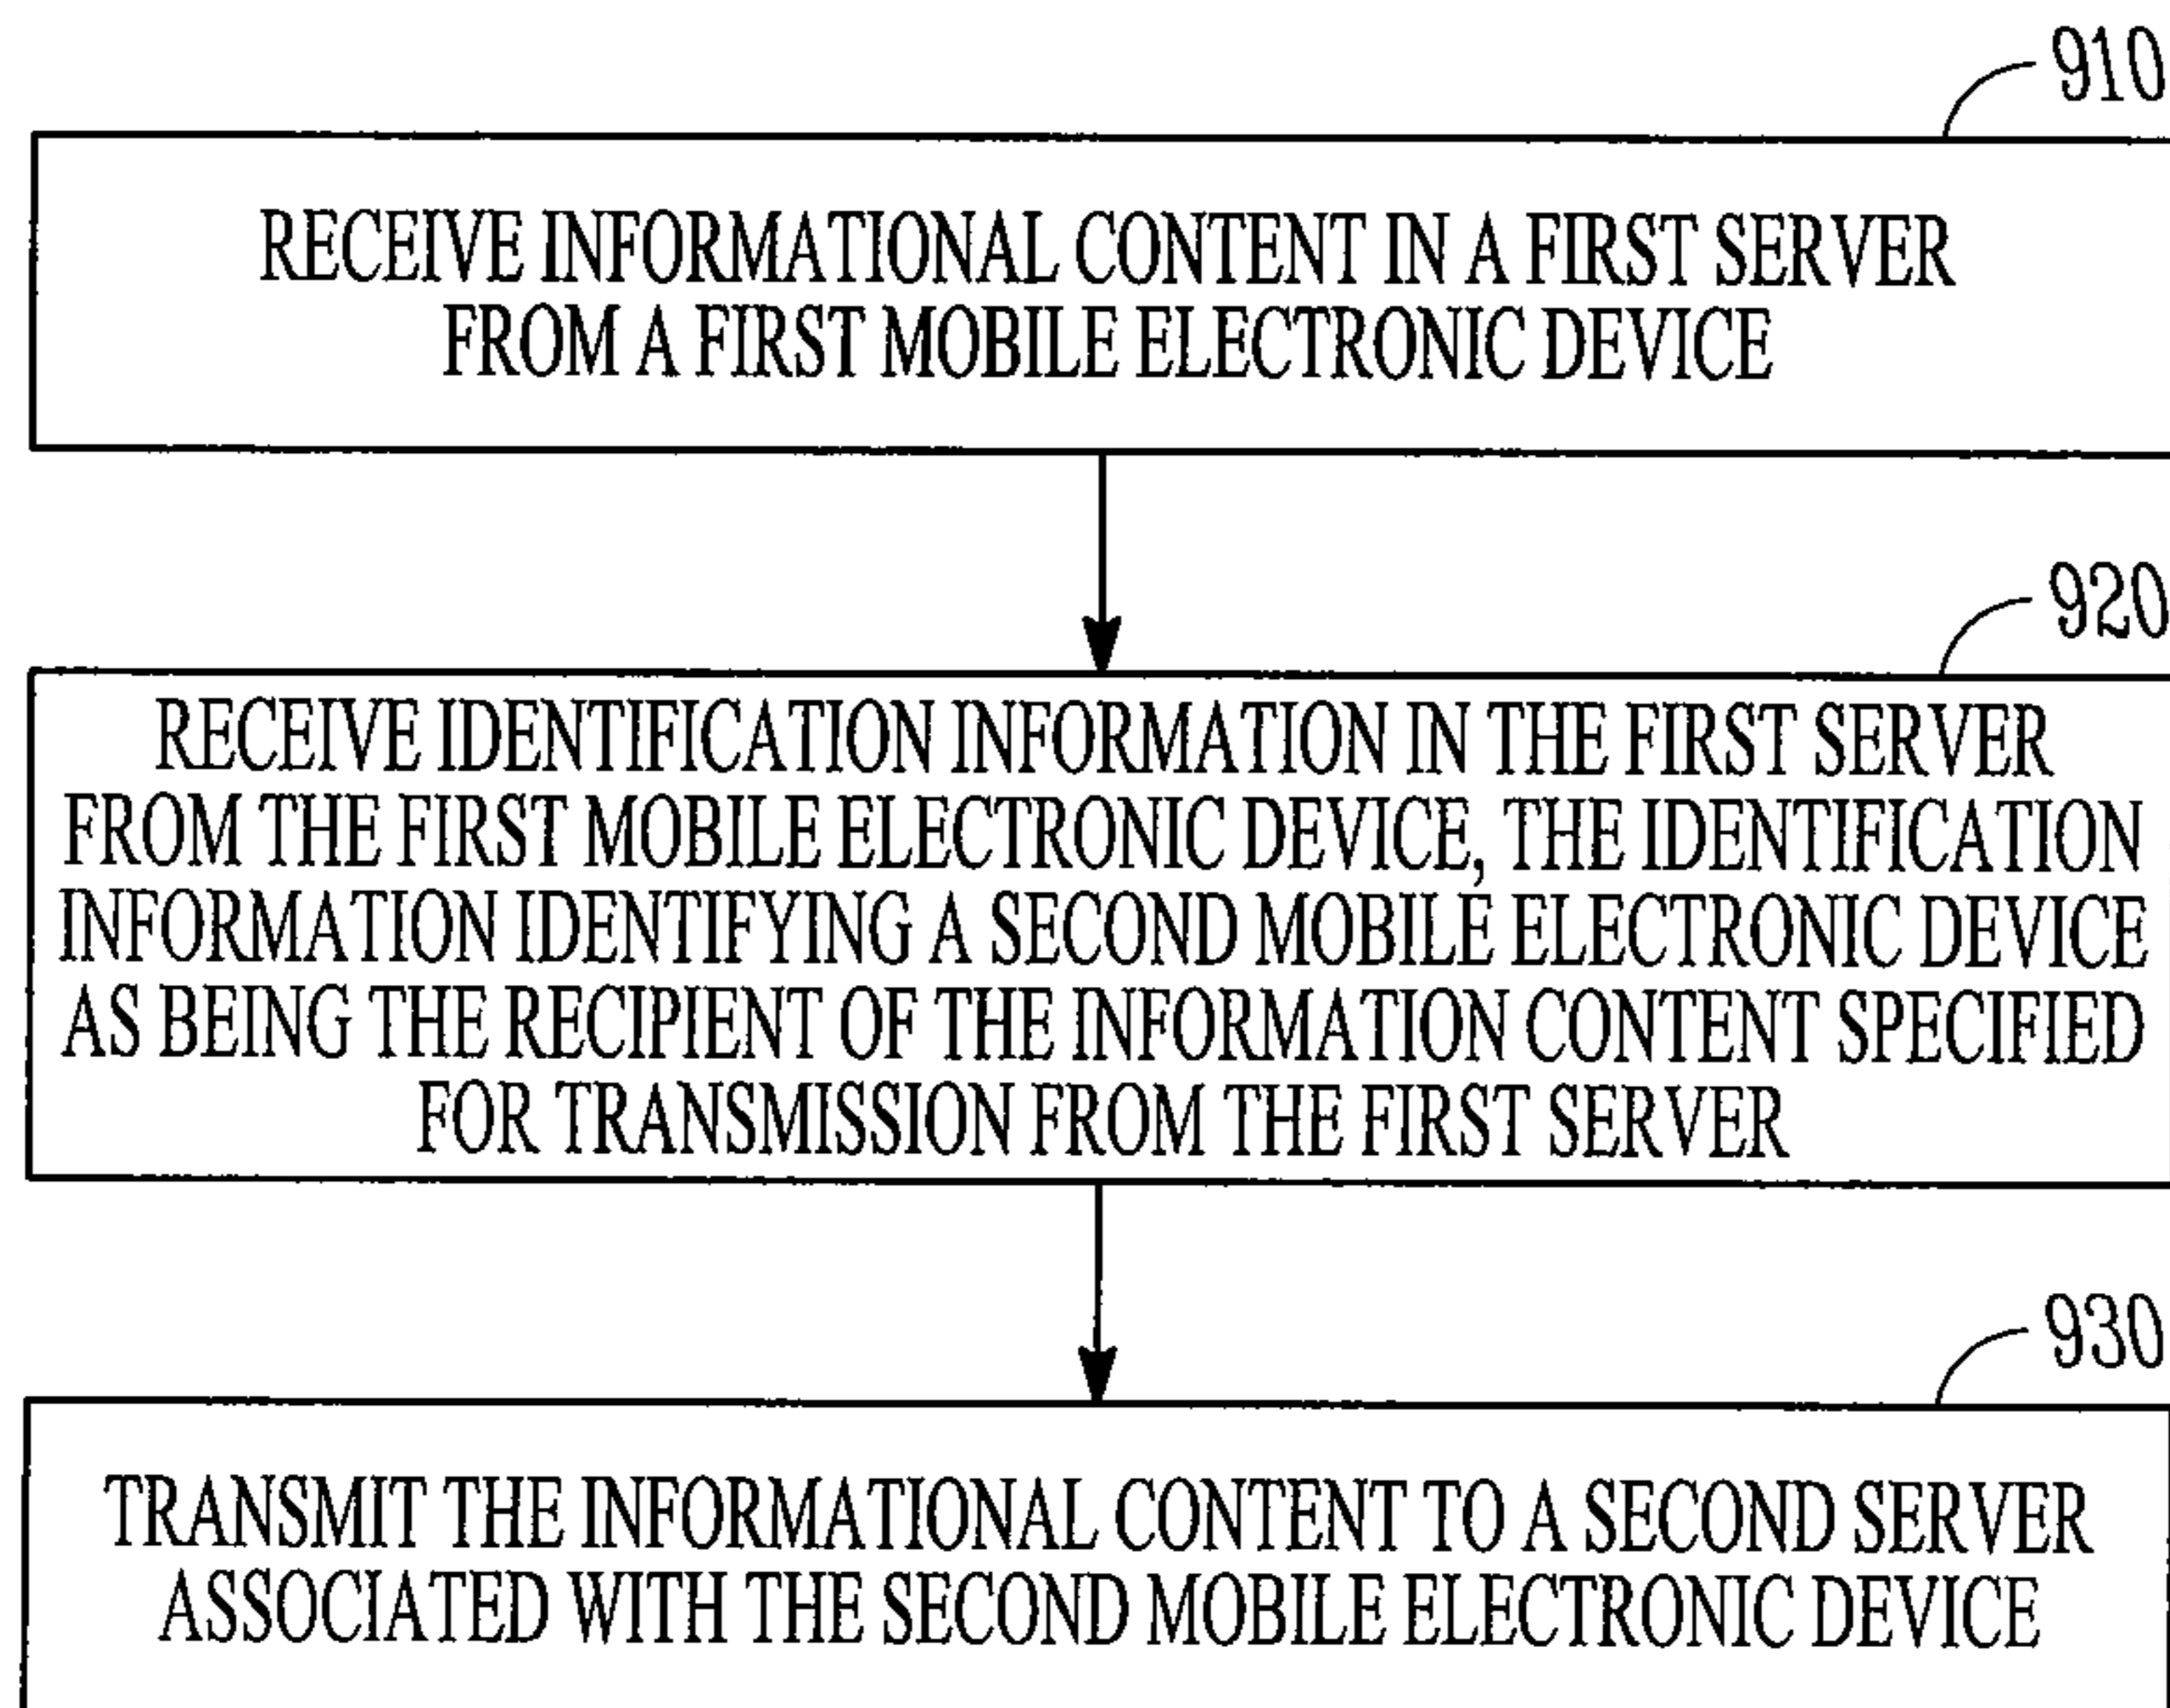 910
RECEIVE INFORMATIONAL CONTENT IN A FIRST SERVER
FROM A FIRST MOBILE ELECTRONIC DEVICE
920
RECEIVE IDENTIFICATION INFORMATION IN THE FIRST SERVER
FROM THE FIRST MOBILE ELECTRONIC DEVICE, THE IDENTIFICATION
INFORMATION IDENTIFYING A SECOND MOBILE ELECTRONIC DEVICE
AS BEING THE RECIPIENT OF THE INFORMATION CONTENT SPECIFIED
FOR TRANSMISSION FROM THE FIRST SERVER
930
TRANSMIT THE INFORMATIONAL CONTENT TO A SECOND SERVER
ASSOCIATED WITH THE SECOND MOBILE ELECTRONIC DEVICE